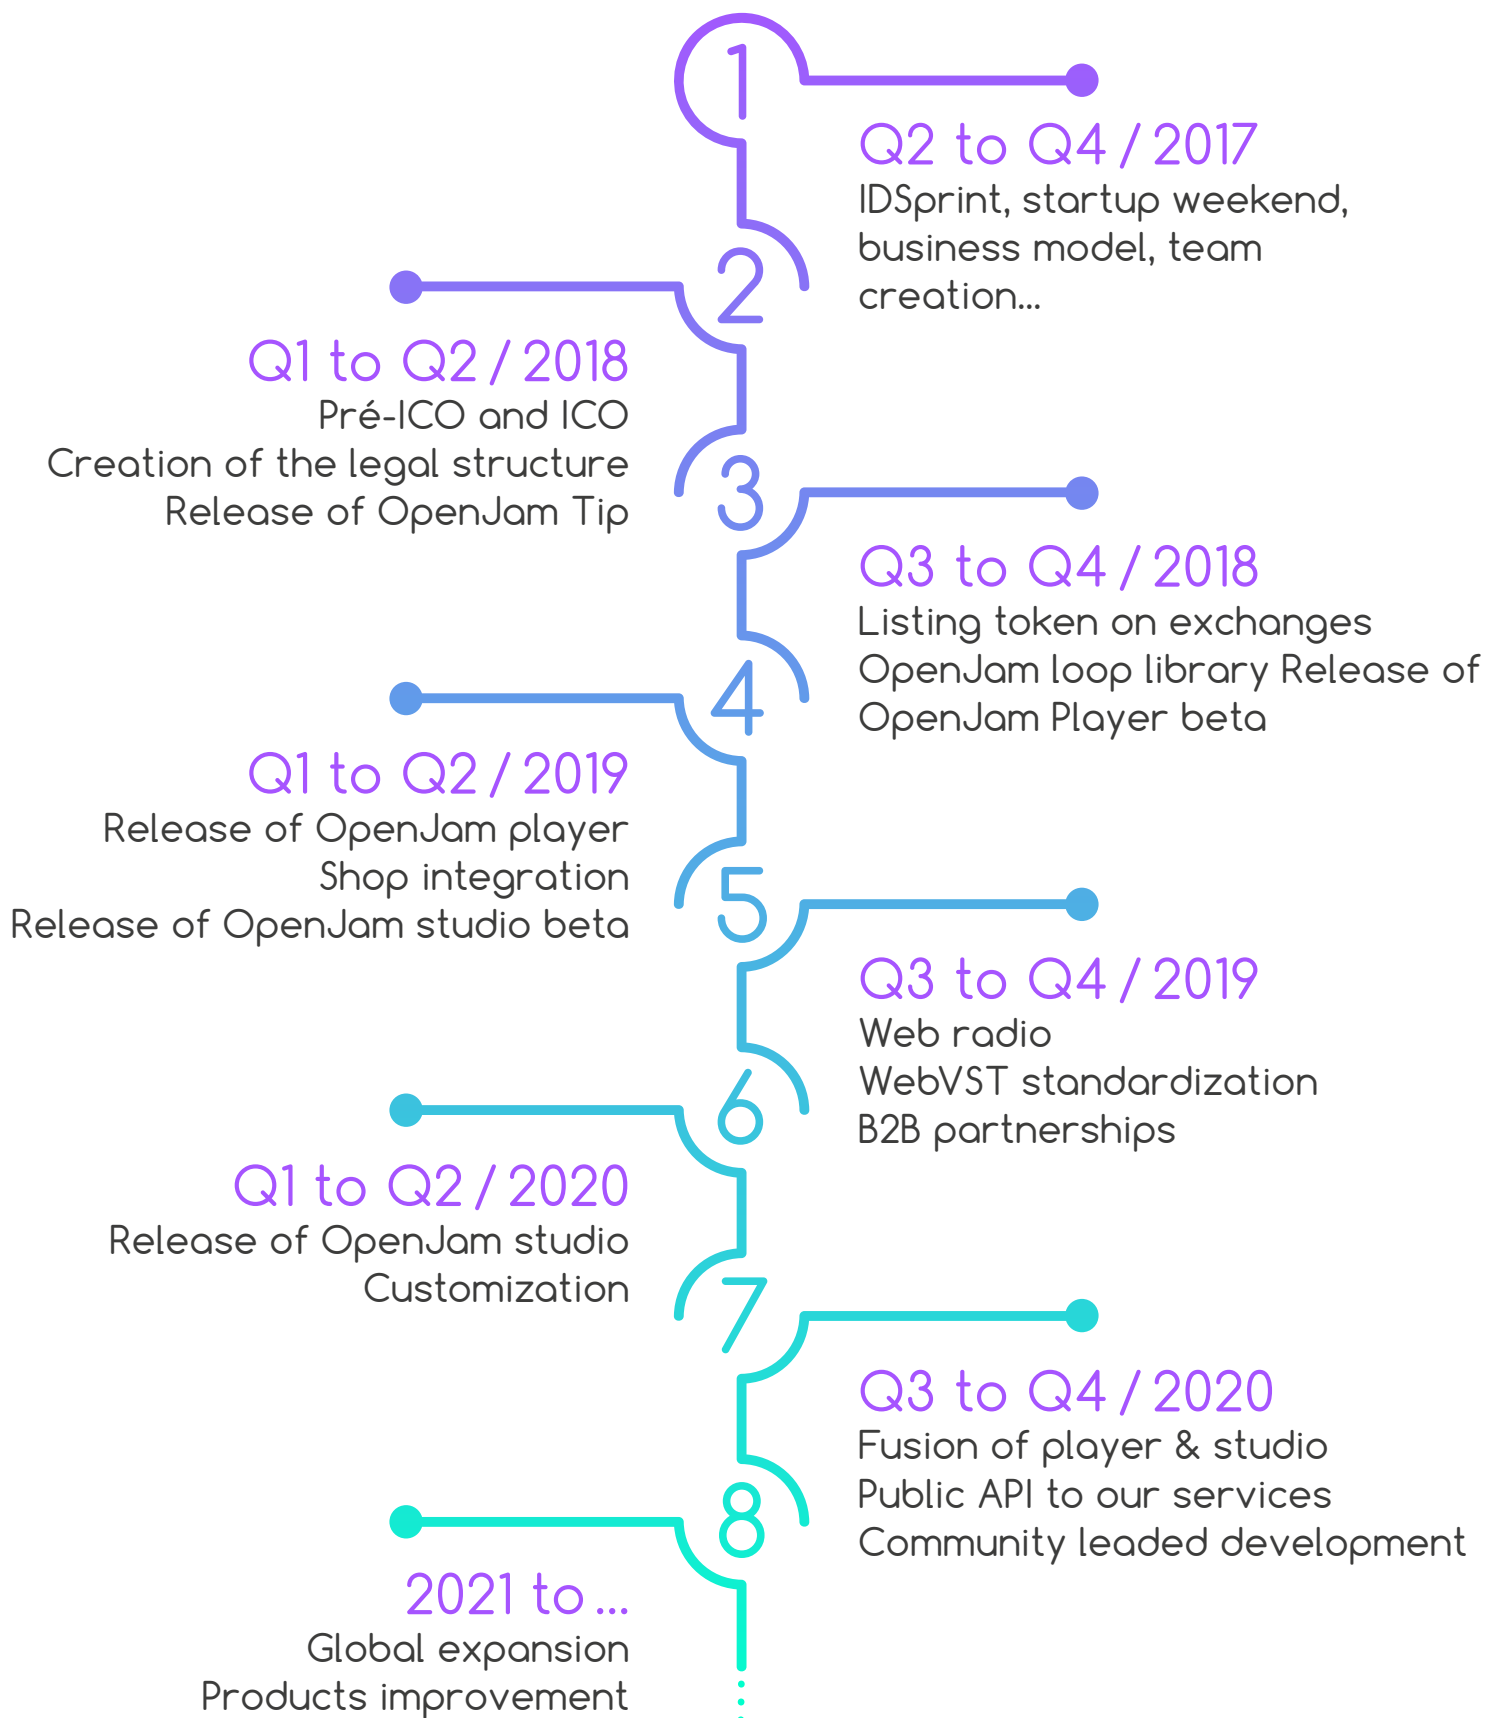 1
Q2 to Q4 / 2017
IDSprint, startup weekend,
business model, team
creation...
2
Q1 to Q2 / 2018
Pré-ICO and ICO
Creation of the legal structure
Release of OpenJam Tip
3
Q3 to Q4 / 2018
Listing token on exchanges
OpenJam loop library Release of
OpenJam Player beta
4
Q1 to Q2 / 2019
Release of OpenJam player
Shop integration
Release of OpenJam studio beta
5
Q3 to Q4 / 2019
Web radio
WebVST standardization
B2B partnerships
6
Q1 to Q2 / 2020
Release of OpenJam studio
Customization
7
Q3 to Q4 / 2020
Fusion of player & studio
Public API to our services
Community leaded development
8
2021 to ...
Global expansion
Products improvement